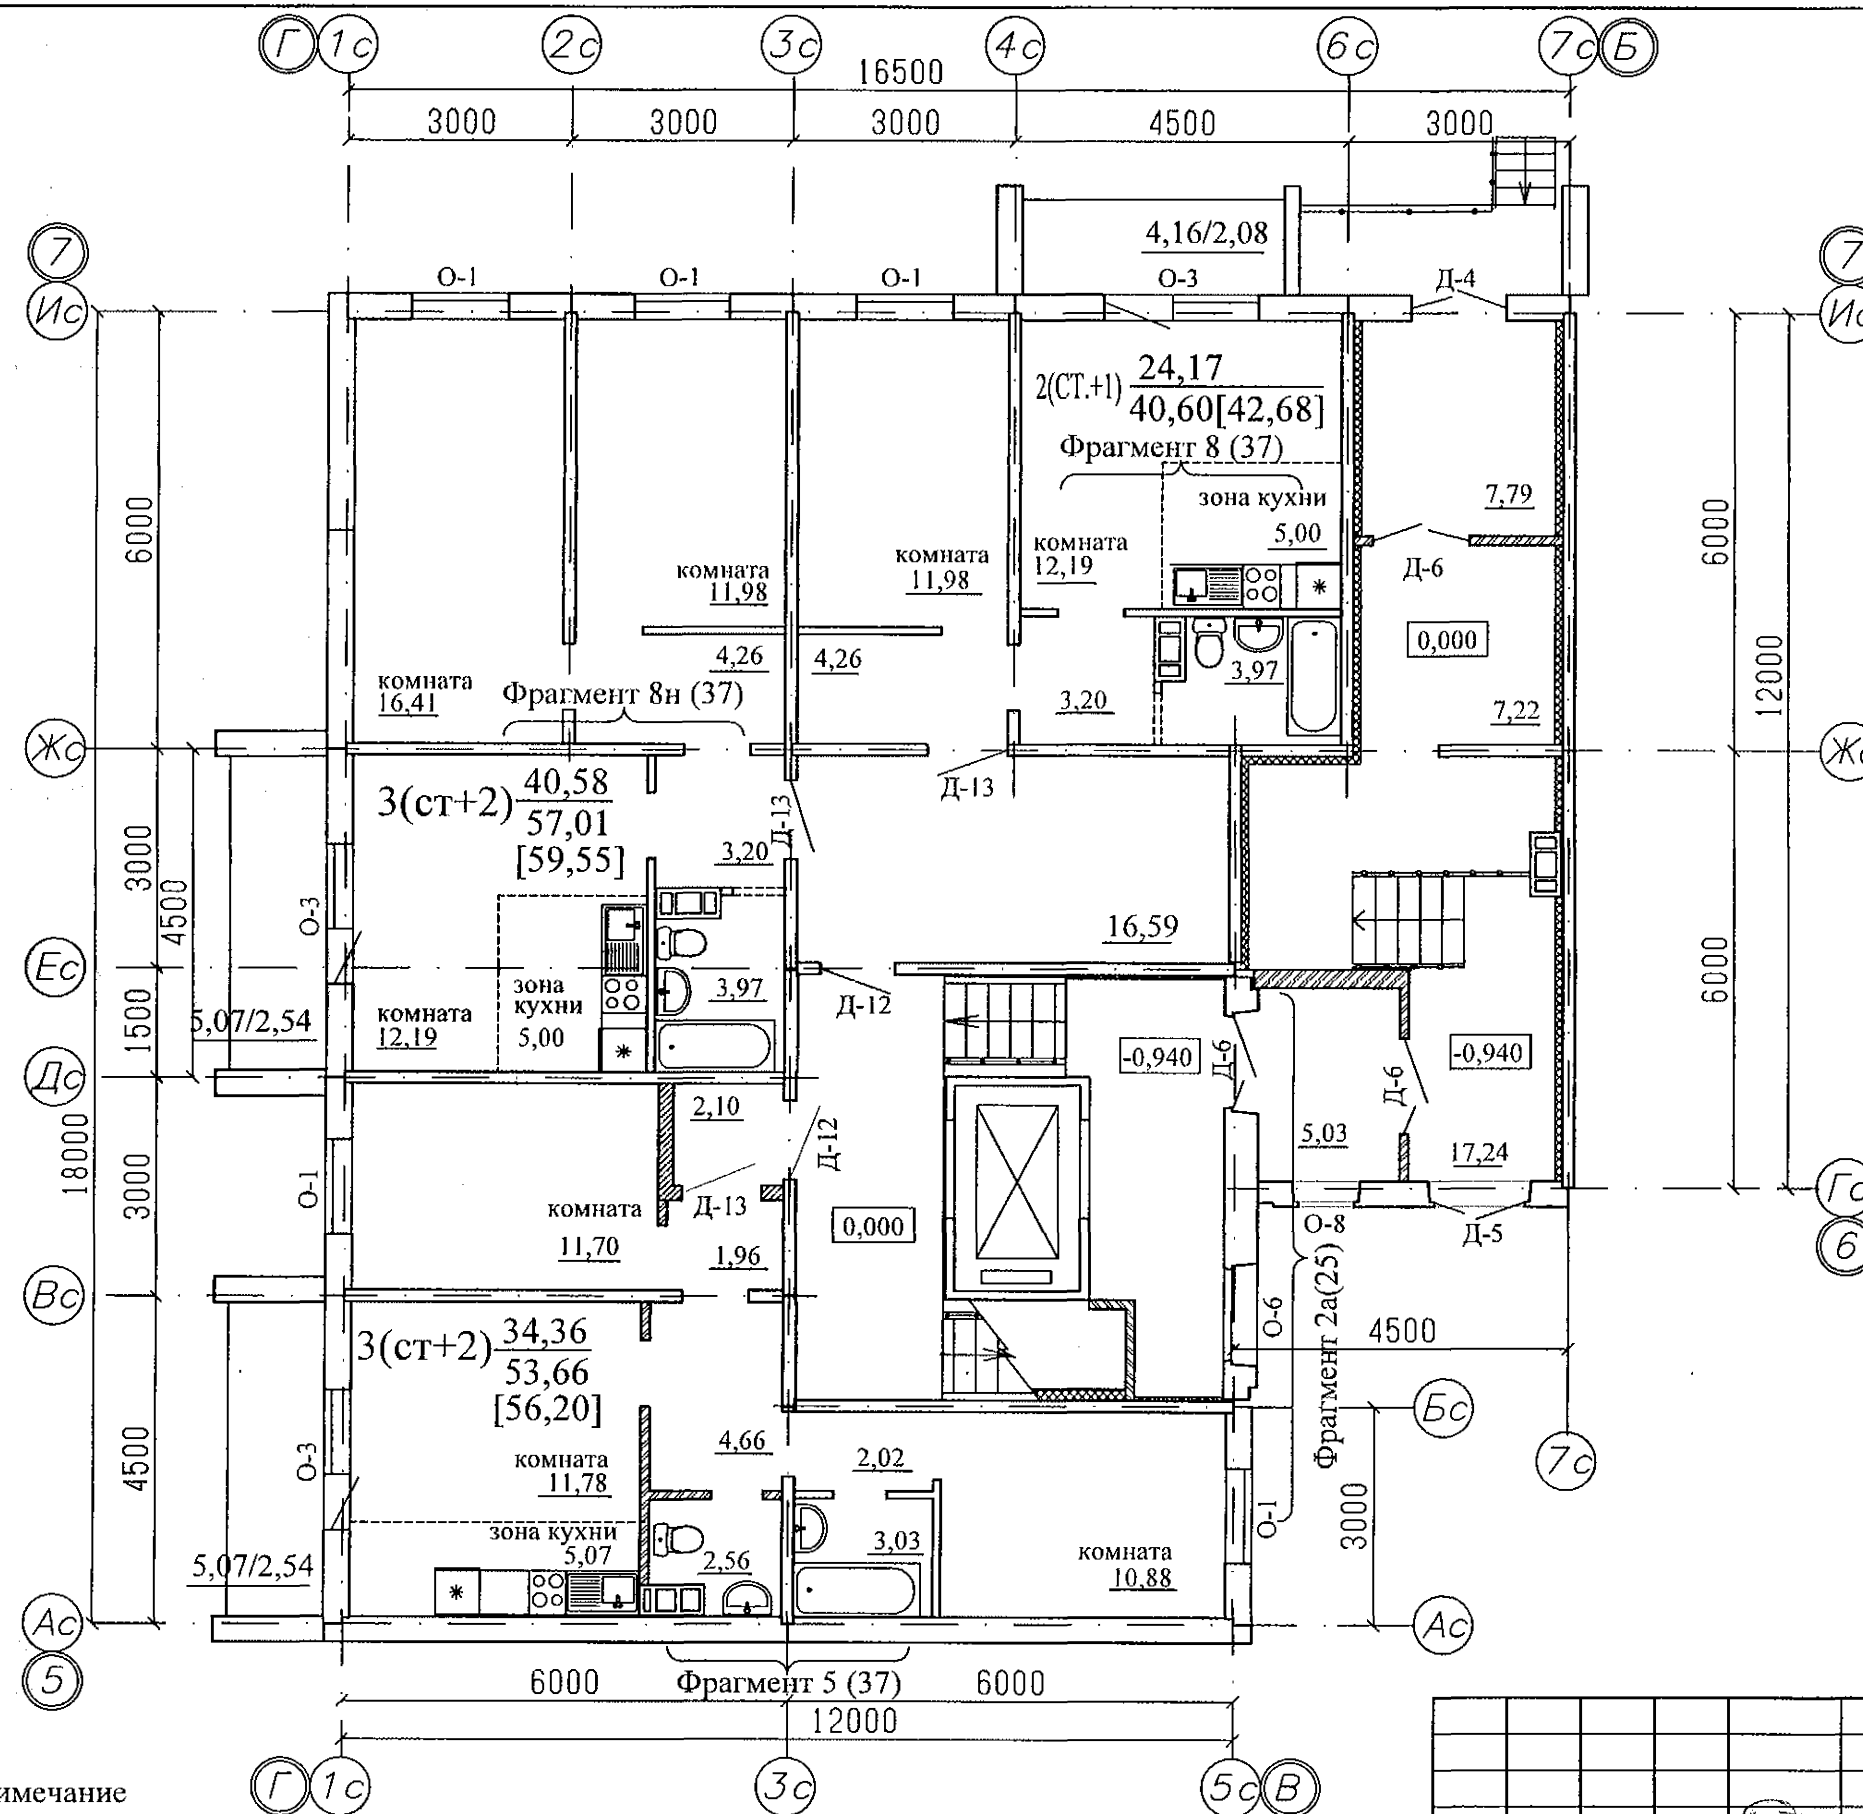 Г 1с 2с 3с 4с 6с 7с Б
16500
3000 3000 3000 4500 3000
4,16/2,08
7 7
Ис О-1 О-1 О-1 О-3 Д-4 Ис
2(СТ.+1) 24,17
40,60[42,68]
Фрагмент 8 (37)
зона кухни
5,00
7,79
6000
6000
12000
комната
11,98
комната
11,98
комната
12,19
Д-6
*
0,000
4,26 4,26
3,97
комната
16,41
Фрагмент 8н (37)
3,20
7,22
Жс Жс
3(ст+2) 40,58
57,01
[59,55]
Д-13
Д-13
3000
4500
3,20
О-3
16,59
6000
Ес
1500
5,07/2,54
комната
12,19
зона
кухни
5,00
*
3,97
Д-12
-0,940
Д-6
-0,940
Д-6
Дс
18000
2,10
Д-12
5,03
17,24
3000
О-1
комната
11,70
Д-13
1,96
0,000
О-8
Д-5
Гс
6
Вс
О-6
Фрагмент 2а(25)
4500
3(ст+2) 34,36
53,66
[56,20]
Бс
4500
О-3
комната
11,78
4,66
2,02
7с
зона кухни
5,07
*
2,56
3,03
комната
10,88
О-1
3000
5,07/2,54
Ас Ас
5
6000 Фрагмент 5 (37) 6000
12000
Г 1с 3с 5с В
имечание